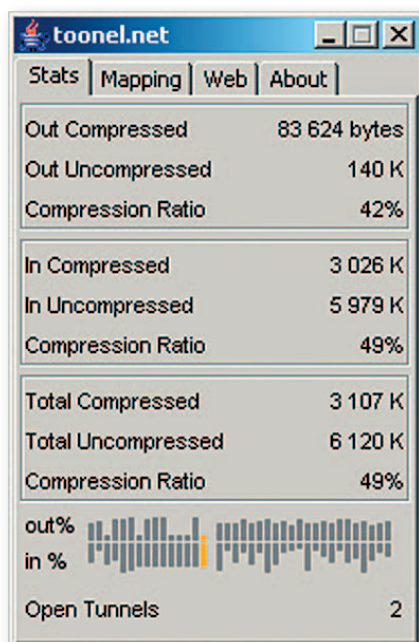 toonel.net
Stats Mapping Web About
Out Compressed 83 624 bytes
Out Uncompressed 140 K
Compression Ratio 42%
In Compressed 3 026 K
In Uncompressed 5 979 K
Compression Ratio 49%
Total Compressed 3 107 K
Total Uncompressed 6 120 K
Compression Ratio 49%
out%
in %
Open Tunnels 2